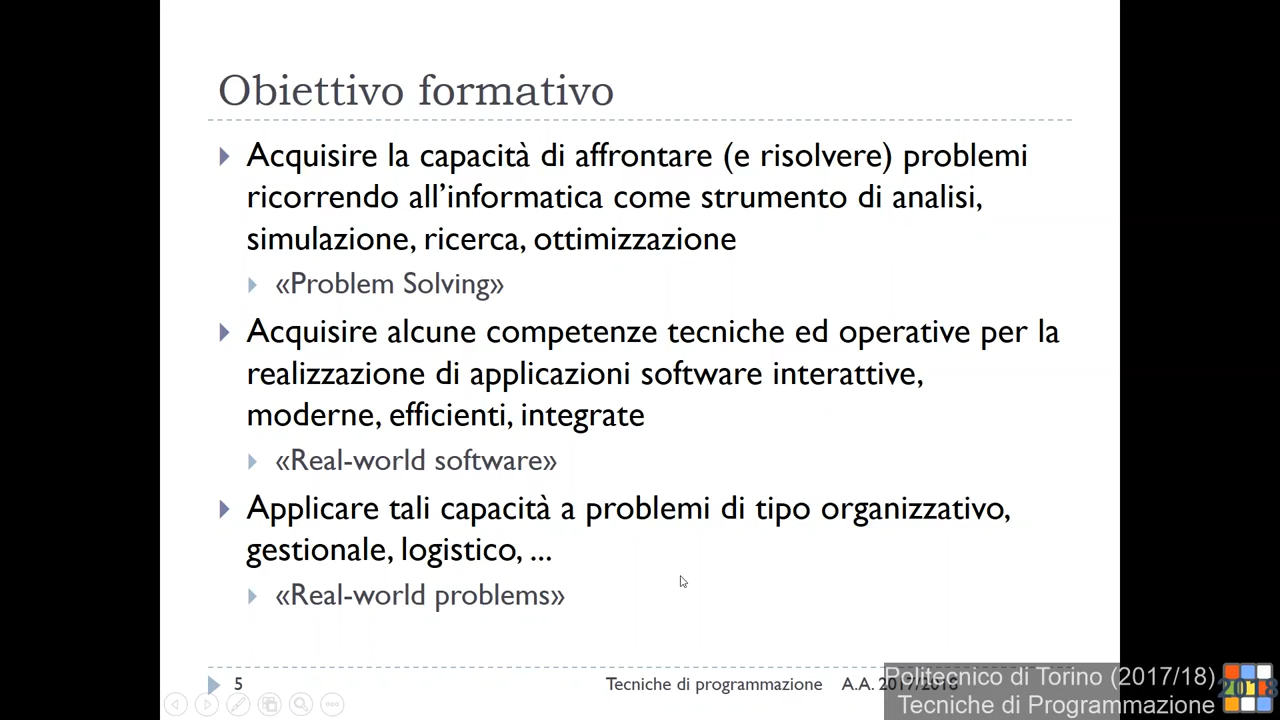 Obiettivo formativo
Acquisire la capacità di affrontare (e risolvere) problemi
ricorrendo all’informatica come strumento di analisi,
simulazione, ricerca, ottimizzazione
«Problem Solving»
Acquisire alcune competenze tecniche ed operative per la
realizzazione di applicazioni software interattive,
moderne, efficienti, integrate
«Real-world software»
Applicare tali capacità a problemi di tipo organizzativo,
gestionale, logistico, ...
«Real-world problems»
5
Tecniche di programmazione A.A. 2017/2018
Politecnico di Torino (2017/18)
Tecniche di Programmazione
2018